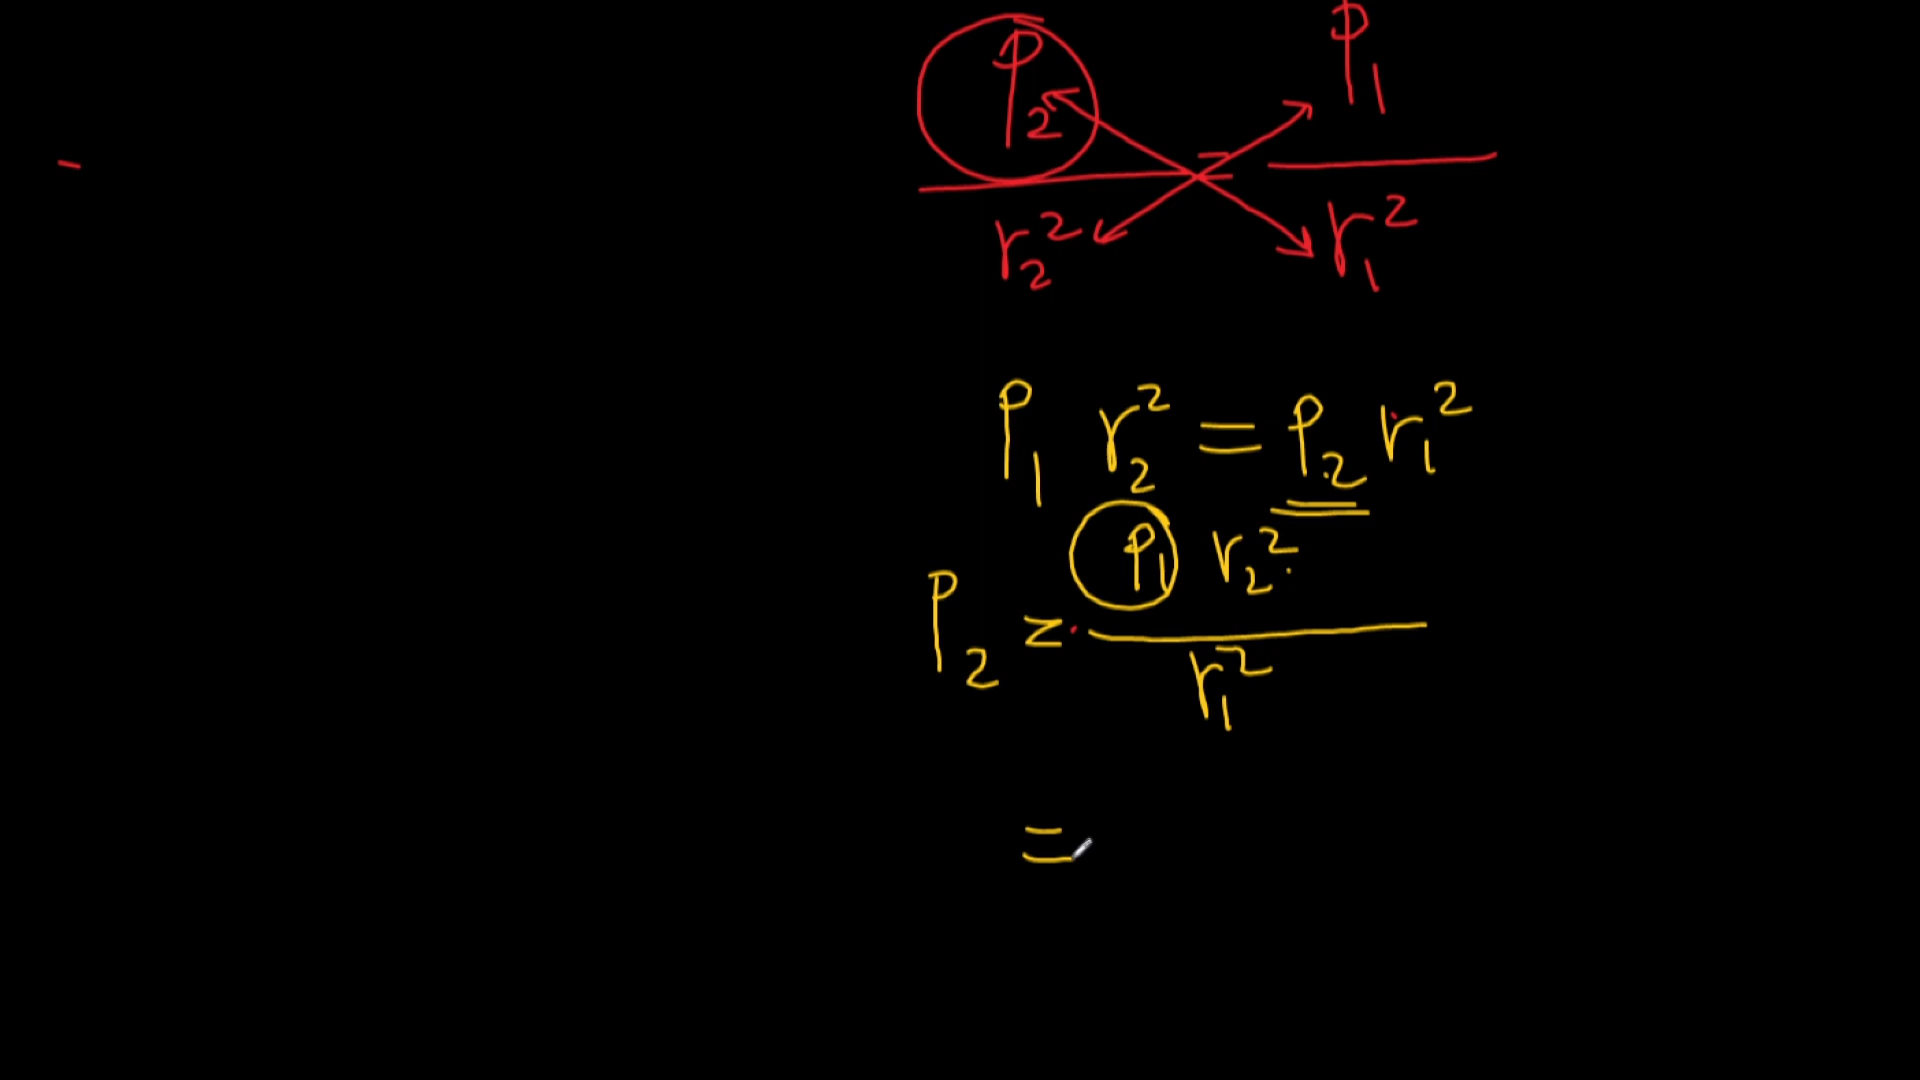 P₂ / r₂² = P₁ / r₁²
P₁ r₂² = P₂ r₁²
P₂ = P₁ r₂² / r₁²
=